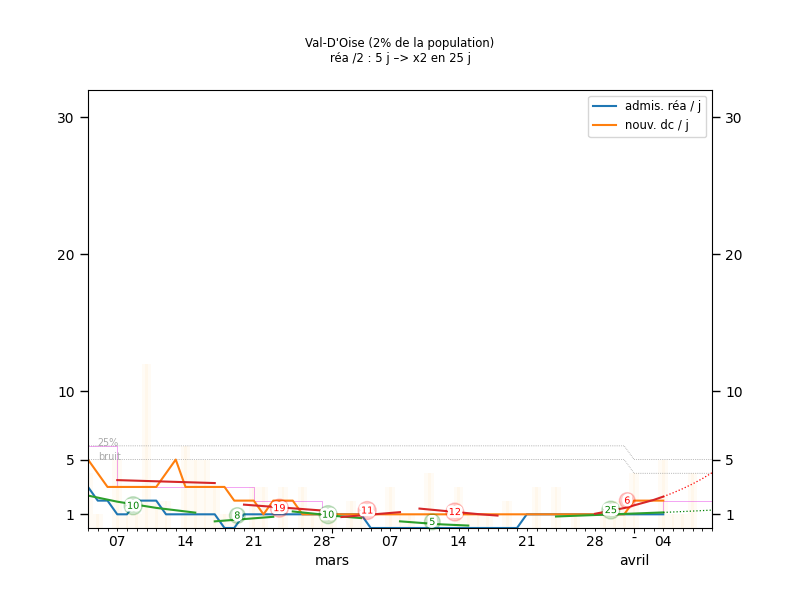 Val-D'Oise (2% de la population)
réa /2 : 5 j –> x2 en 25 j
admis. réa / j
nouv. dc / j
30 30
20 20
10 10
25%
bruit
5 5
10 8 19 10 11 5 12 25 6
1 1
07 14 21 28 07 14 21 28 - 04
mars avril